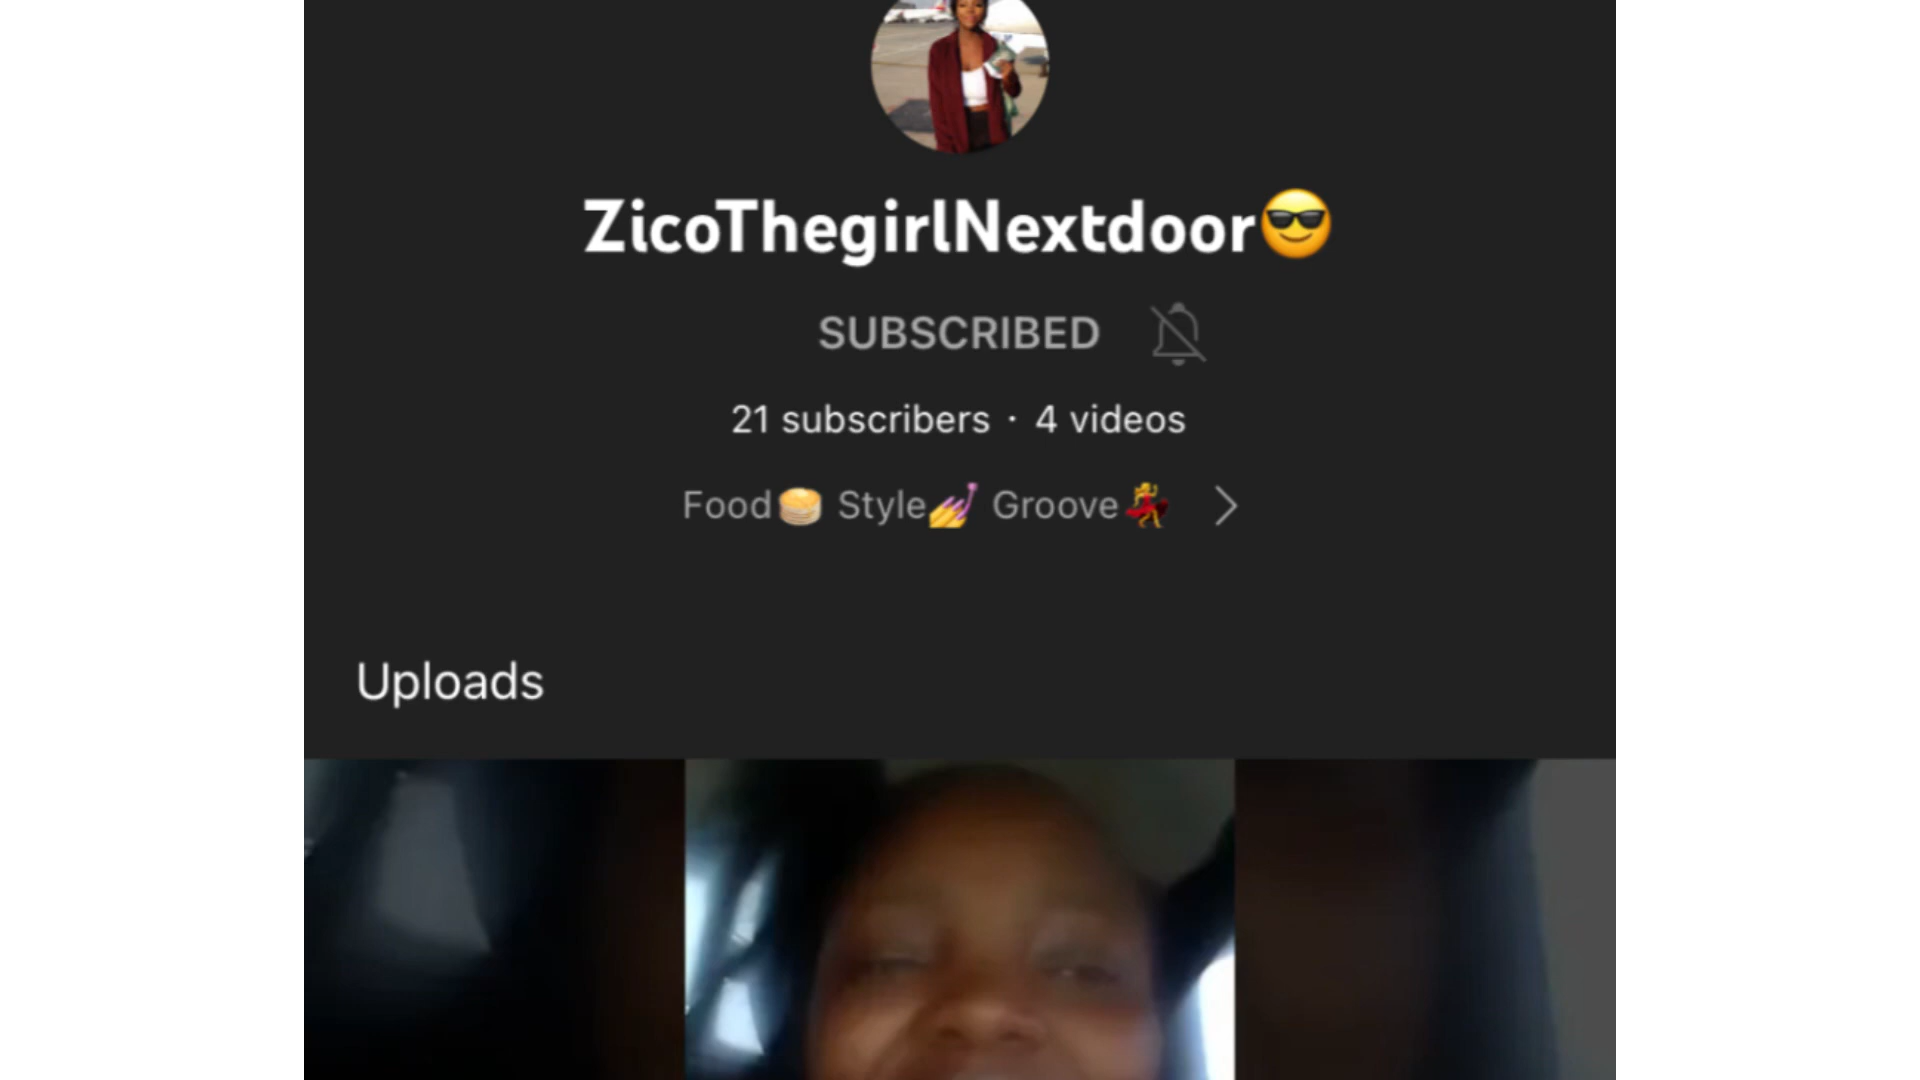 ZicoThegirlNextdoor😎
SUBSCRIBED
21 subscribers · 4 videos
Food🥞 Style💅 Groove💃
Uploads